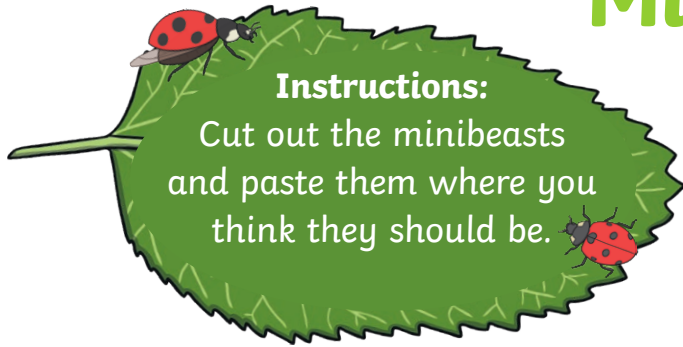 Instructions:
Cut out the minibeasts
and paste them where you
think they should be.